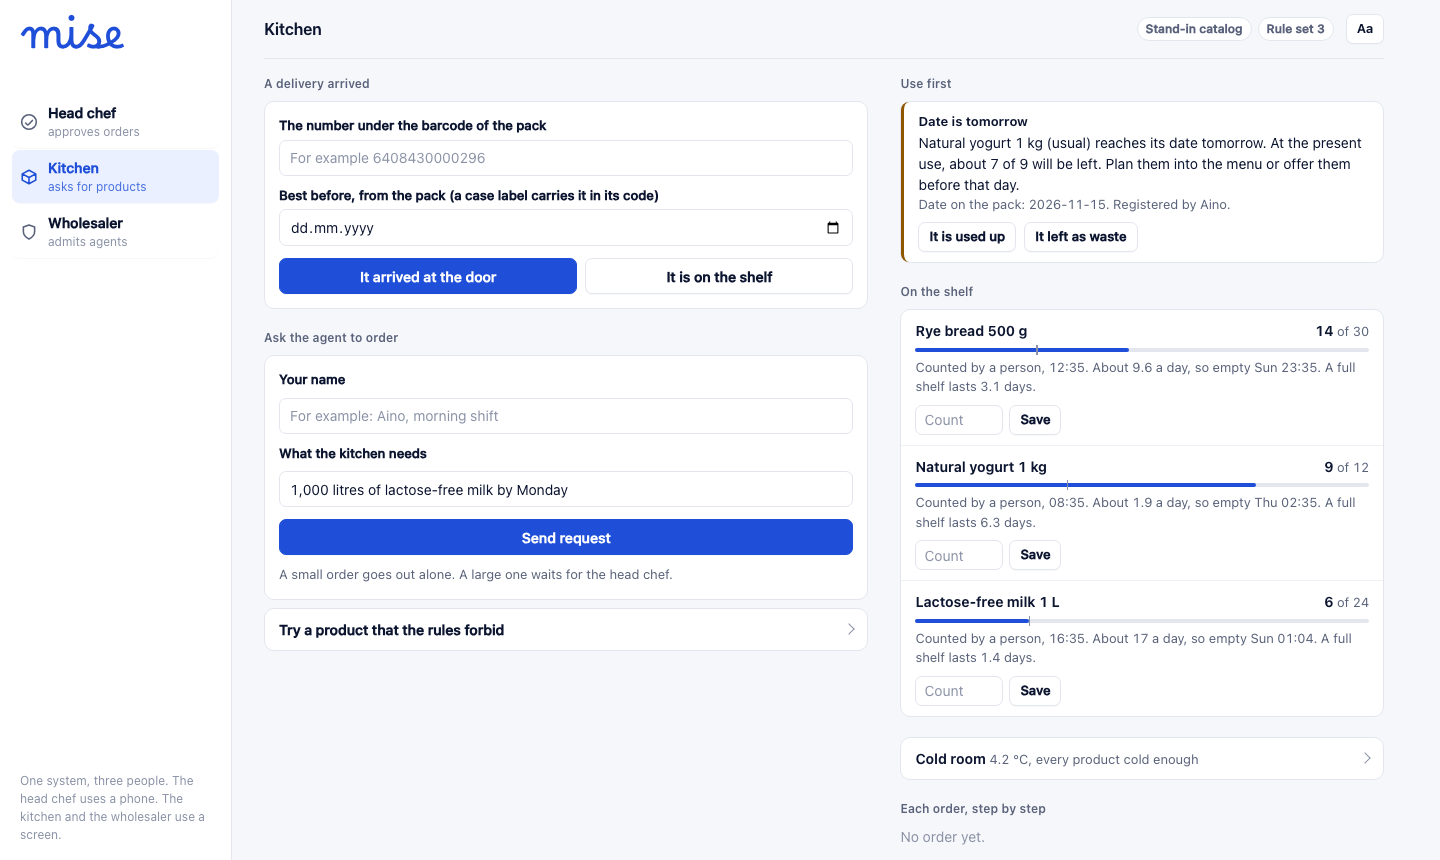 mise
Head chef
approves orders
Kitchen
asks for products
Wholesaler
admits agents
One system, three people. The
head chef uses a phone. The
kitchen and the wholesaler use a
screen.
Kitchen
Stand-in catalog
Rule set 3
Aa
A delivery arrived
The number under the barcode of the pack
For example 6408430000296
Best before, from the pack (a case label carries it in its code)
dd.mm.yyyy
It arrived at the door
It is on the shelf
Ask the agent to order
Your name
For example: Aino, morning shift
What the kitchen needs
1,000 litres of lactose-free milk by Monday
Send request
A small order goes out alone. A large one waits for the head chef.
Try a product that the rules forbid
Use first
Date is tomorrow
Natural yogurt 1 kg (usual) reaches its date tomorrow. At the present
use, about 7 of 9 will be left. Plan them into the menu or offer them
before that day.
Date on the pack: 2026-11-15. Registered by Aino.
It is used up
It left as waste
On the shelf
Rye bread 500 g
14 of 30
Counted by a person, 12:35. About 9.6 a day, so empty Sun 23:35. A full
shelf lasts 3.1 days.
Count
Save
Natural yogurt 1 kg
9 of 12
Counted by a person, 08:35. About 1.9 a day, so empty Thu 02:35. A full
shelf lasts 6.3 days.
Count
Save
Lactose-free milk 1 L
6 of 24
Counted by a person, 16:35. About 17 a day, so empty Sun 01:04. A full
shelf lasts 1.4 days.
Count
Save
Cold room 4.2 °C, every product cold enough
Each order, step by step
No order yet.